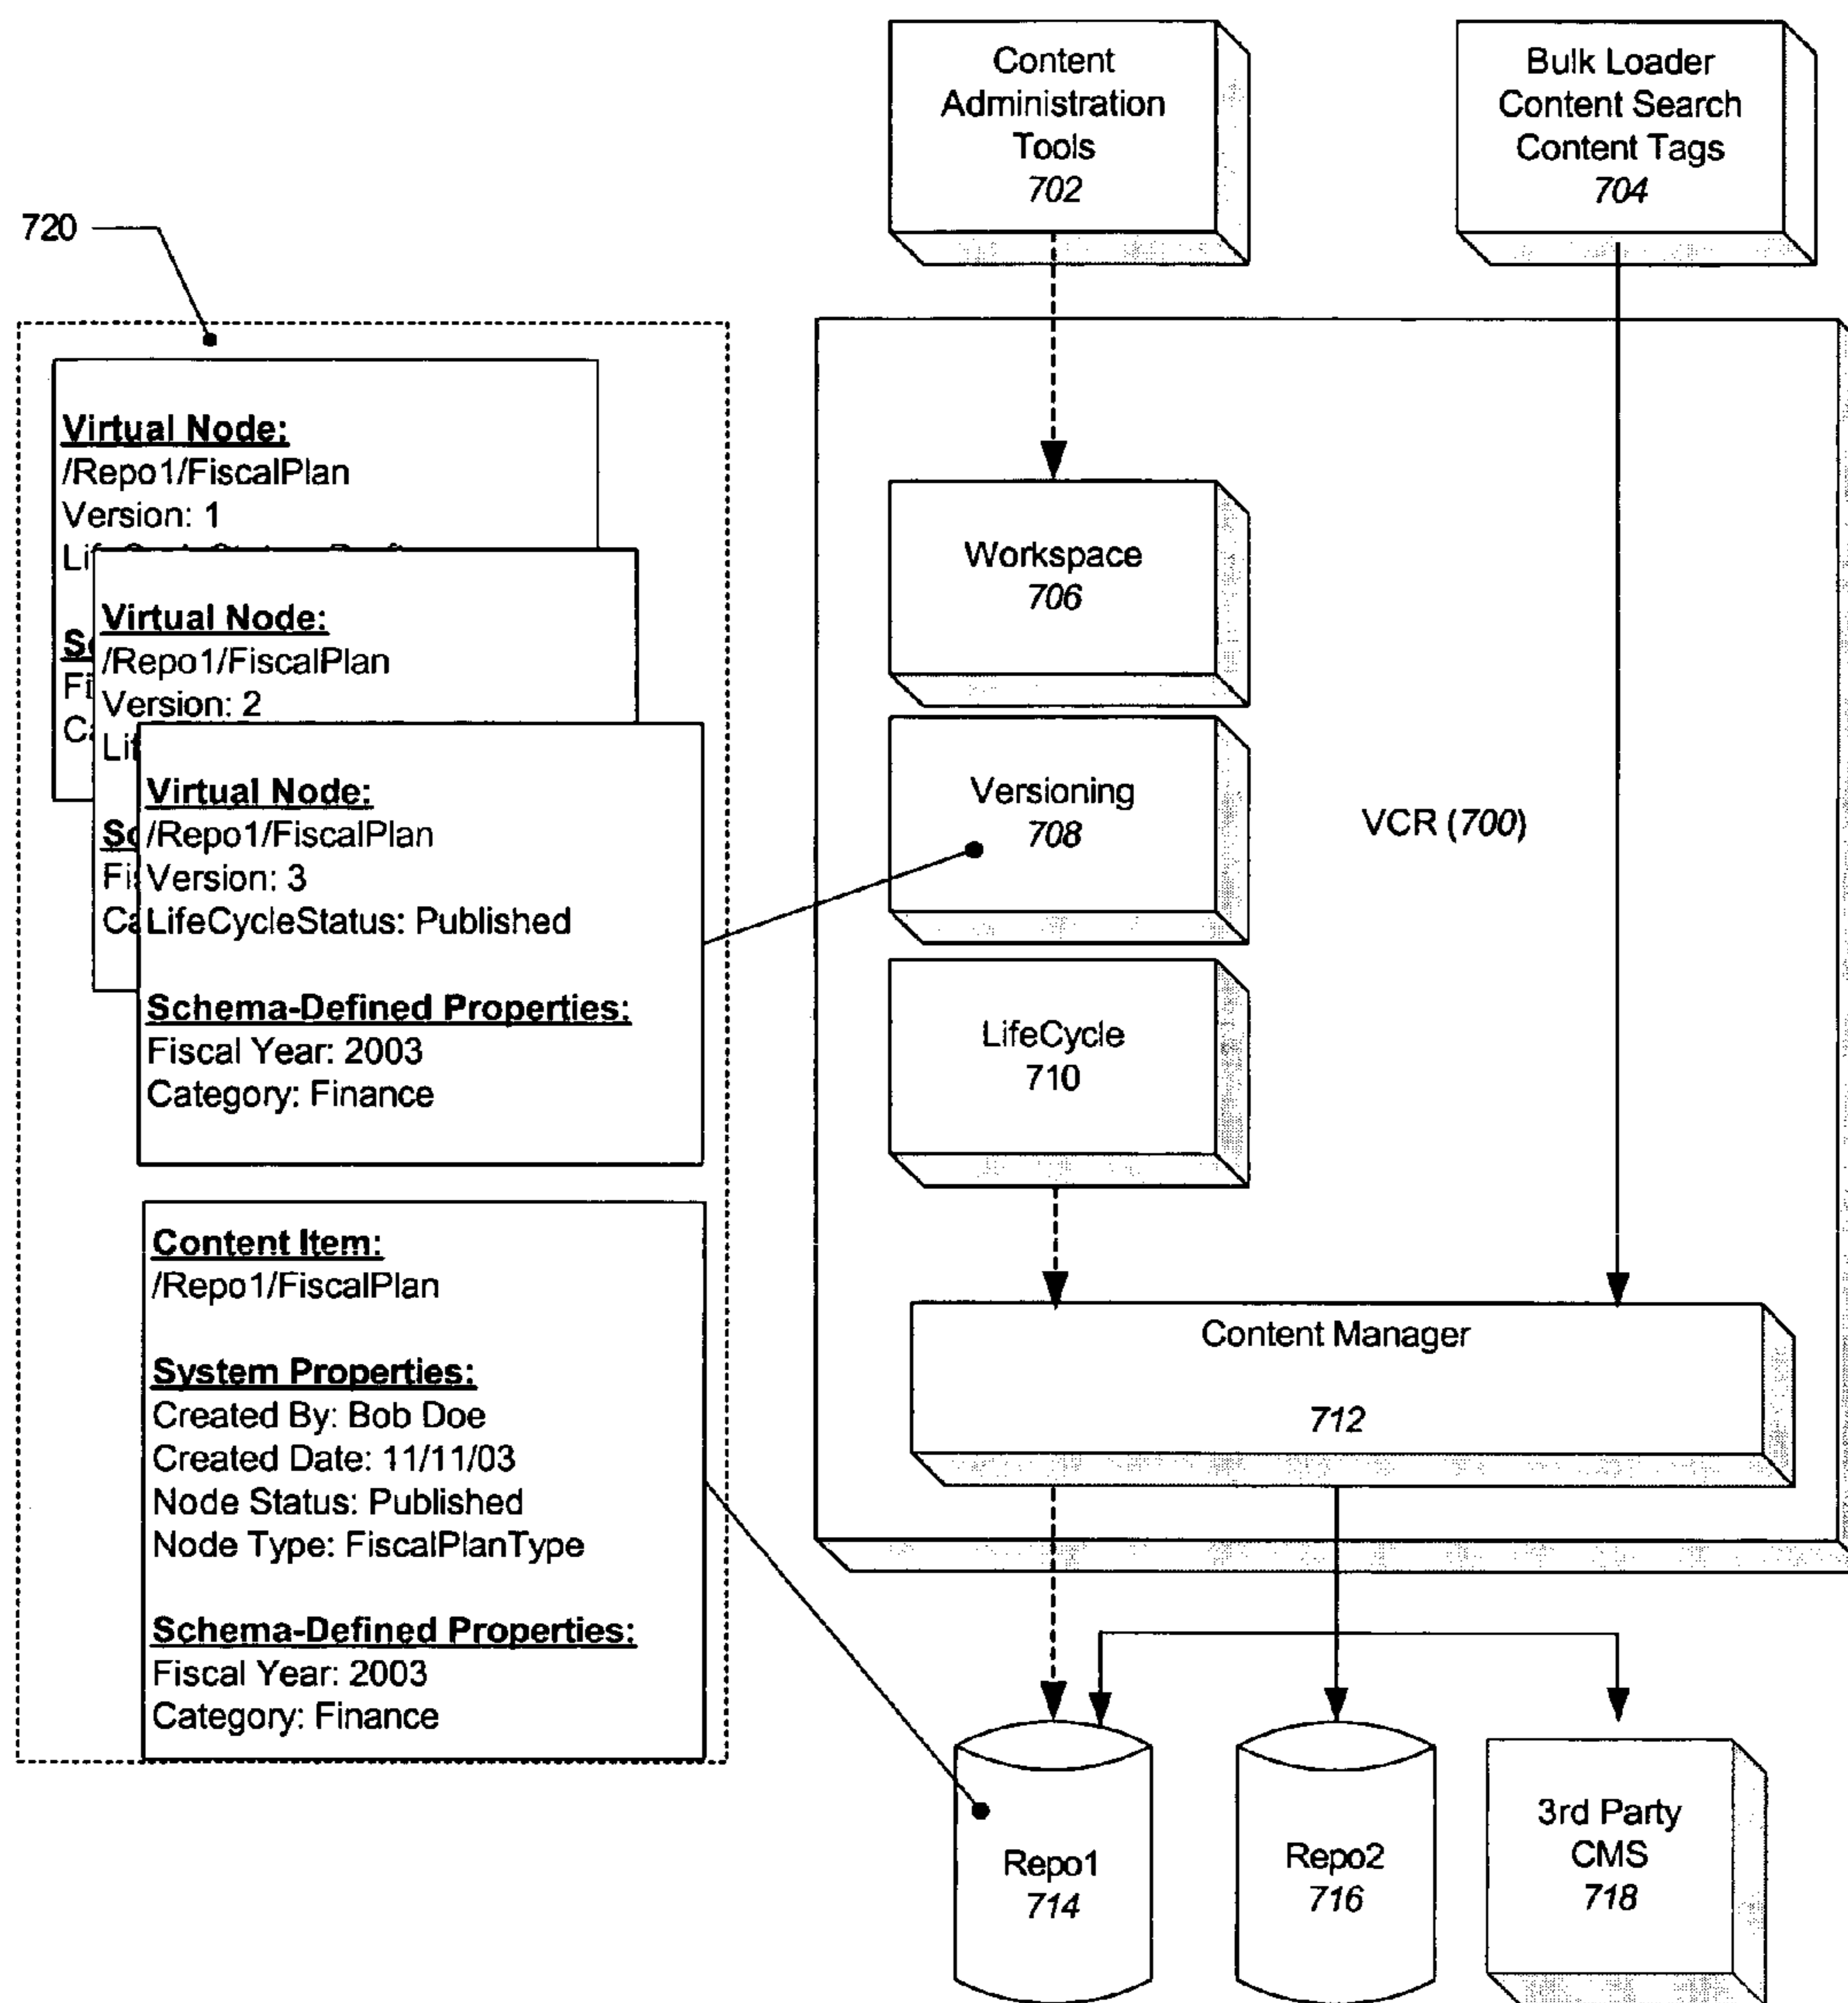 Content
Administration
Tools
702
Bulk Loader
Content Search
Content Tags
704
720
Virtual Node:
/Repo1/FiscalPlan
Version: 1
Virtual Node:
/Repo1/FiscalPlan
Version: 2
Virtual Node:
/Repo1/FiscalPlan
Version: 3
LifeCycleStatus: Published
Schema-Defined Properties:
Fiscal Year: 2003
Category: Finance
Content Item:
/Repo1/FiscalPlan
System Properties:
Created By: Bob Doe
Created Date: 11/11/03
Node Status: Published
Node Type: FiscalPlanType
Schema-Defined Properties:
Fiscal Year: 2003
Category: Finance
Workspace
706
Versioning
708
VCR (700)
LifeCycle
710
Content Manager
712
Repo1
714
Repo2
716
3rd Party
CMS
718